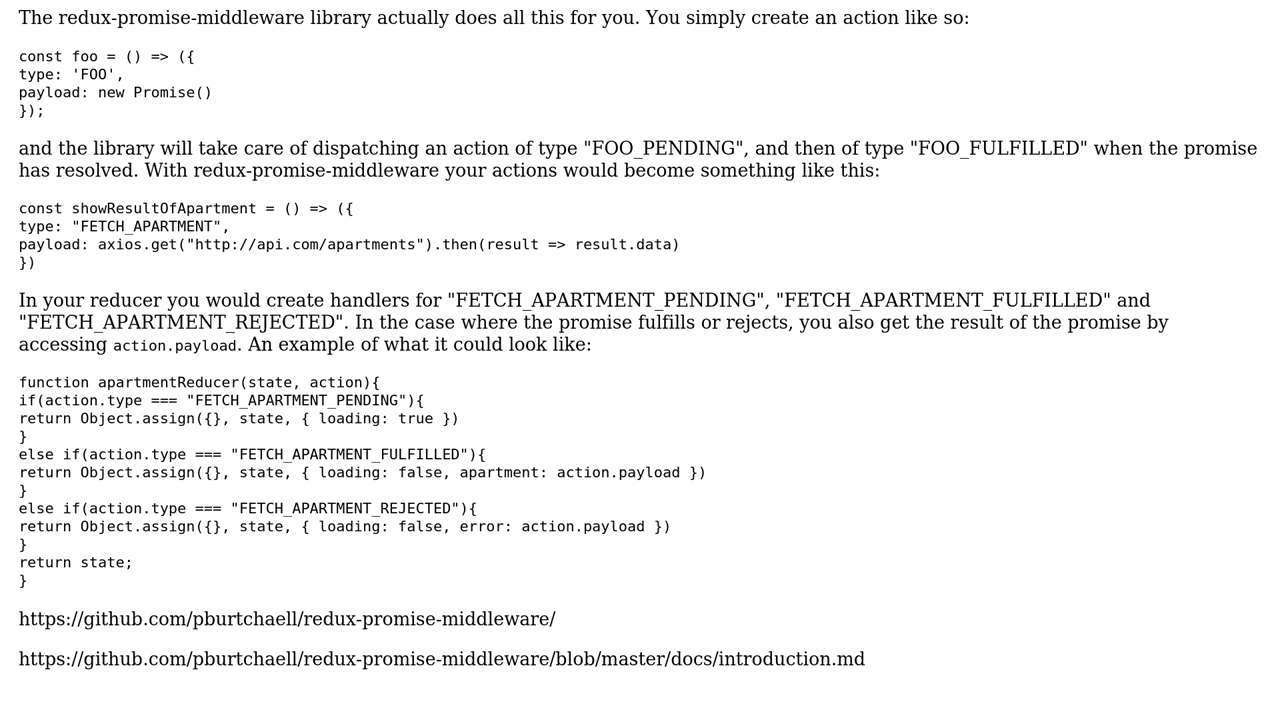 The redux-promise-middleware library actually does all this for you. You simply create an action like so:
const foo = () => ({
type: 'FOO',
payload: new Promise()
});
and the library will take care of dispatching an action of type "FOO_PENDING", and then of type "FOO_FULFILLED" when the promise
has resolved. With redux-promise-middleware your actions would become something like this:
const showResultOfApartment = () => ({
type: "FETCH_APARTMENT",
payload: axios.get("http://api.com/apartments").then(result => result.data)
})
In your reducer you would create handlers for "FETCH_APARTMENT_PENDING", "FETCH_APARTMENT_FULFILLED" and
"FETCH_APARTMENT_REJECTED". In the case where the promise fulfills or rejects, you also get the result of the promise by
accessing action.payload. An example of what it could look like:
function apartmentReducer(state, action){
if(action.type === "FETCH_APARTMENT_PENDING"){
return Object.assign({}, state, { loading: true })
}
else if(action.type === "FETCH_APARTMENT_FULFILLED"){
return Object.assign({}, state, { loading: false, apartment: action.payload })
}
else if(action.type === "FETCH_APARTMENT_REJECTED"){
return Object.assign({}, state, { loading: false, error: action.payload })
}
return state;
}
https://github.com/pburtchaell/redux-promise-middleware/
https://github.com/pburtchaell/redux-promise-middleware/blob/master/docs/introduction.md